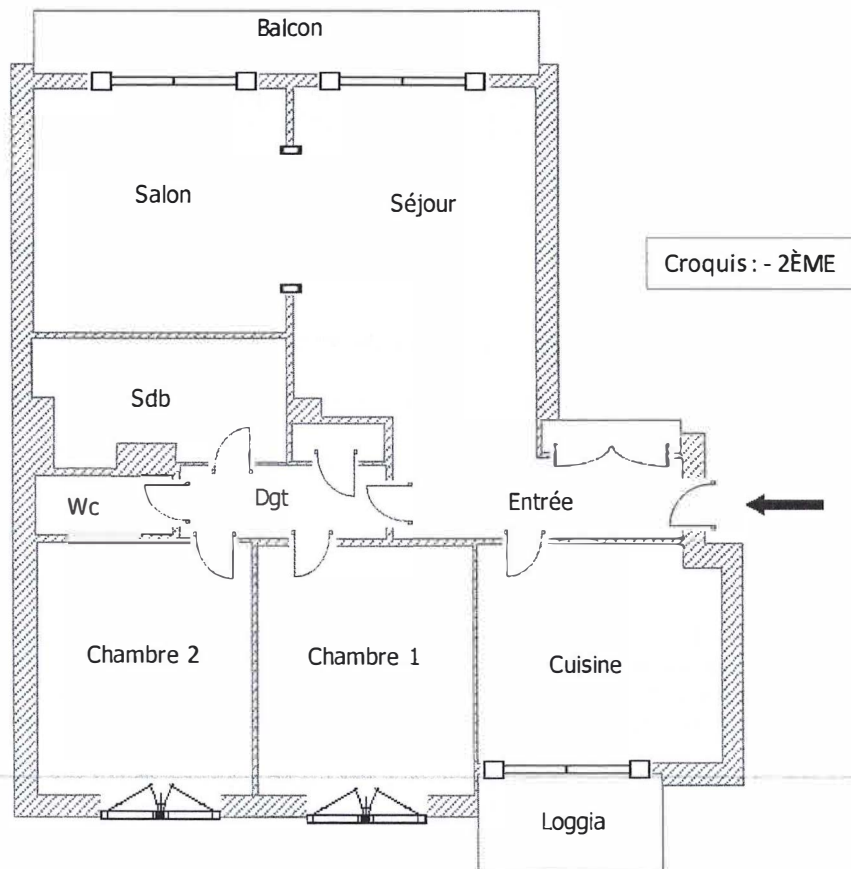 Balcon
Salon
Séjour
Croquis : - 2ÈME
Sdb
Wc
Dgt
Entrée
Chambre 2
Chambre 1
Cuisine
Loggia